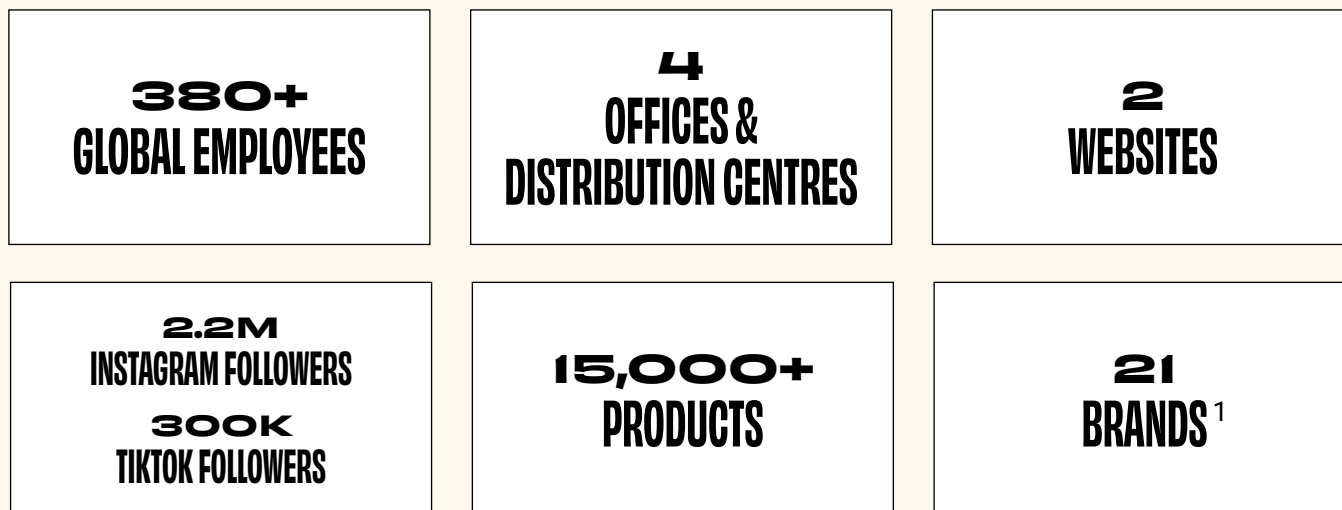 380+
GLOBAL EMPLOYEES
4
OFFICES &
DISTRIBUTION CENTRES
2
WEBSITES
2.2M
INSTAGRAM FOLLOWERS
300K
TIKTOK FOLLOWERS
15,000+
PRODUCTS
21
BRANDS 1